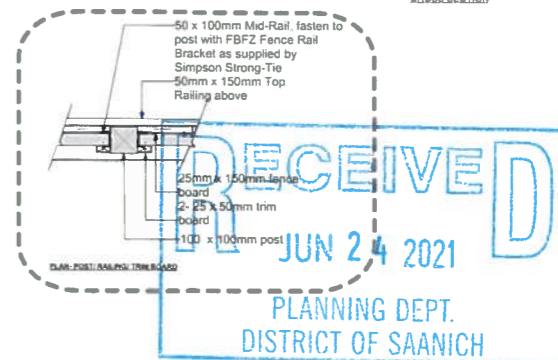 50 x 100mm Mid-Rail, fasten to
post with FBFZ Fence Rail
Bracket as supplied by
Simpson Strong-Tie
50mm x 150mm Top
Railing above
25mm x 150mm fence
board
2- 25 x 50mm trim
board
100 x 100mm post
PLAN- POST/ RAILING/ TRIM BOARD
RECEIVED
JUN 24 2021
PLANNING DEPT.
DISTRICT OF SAANICH